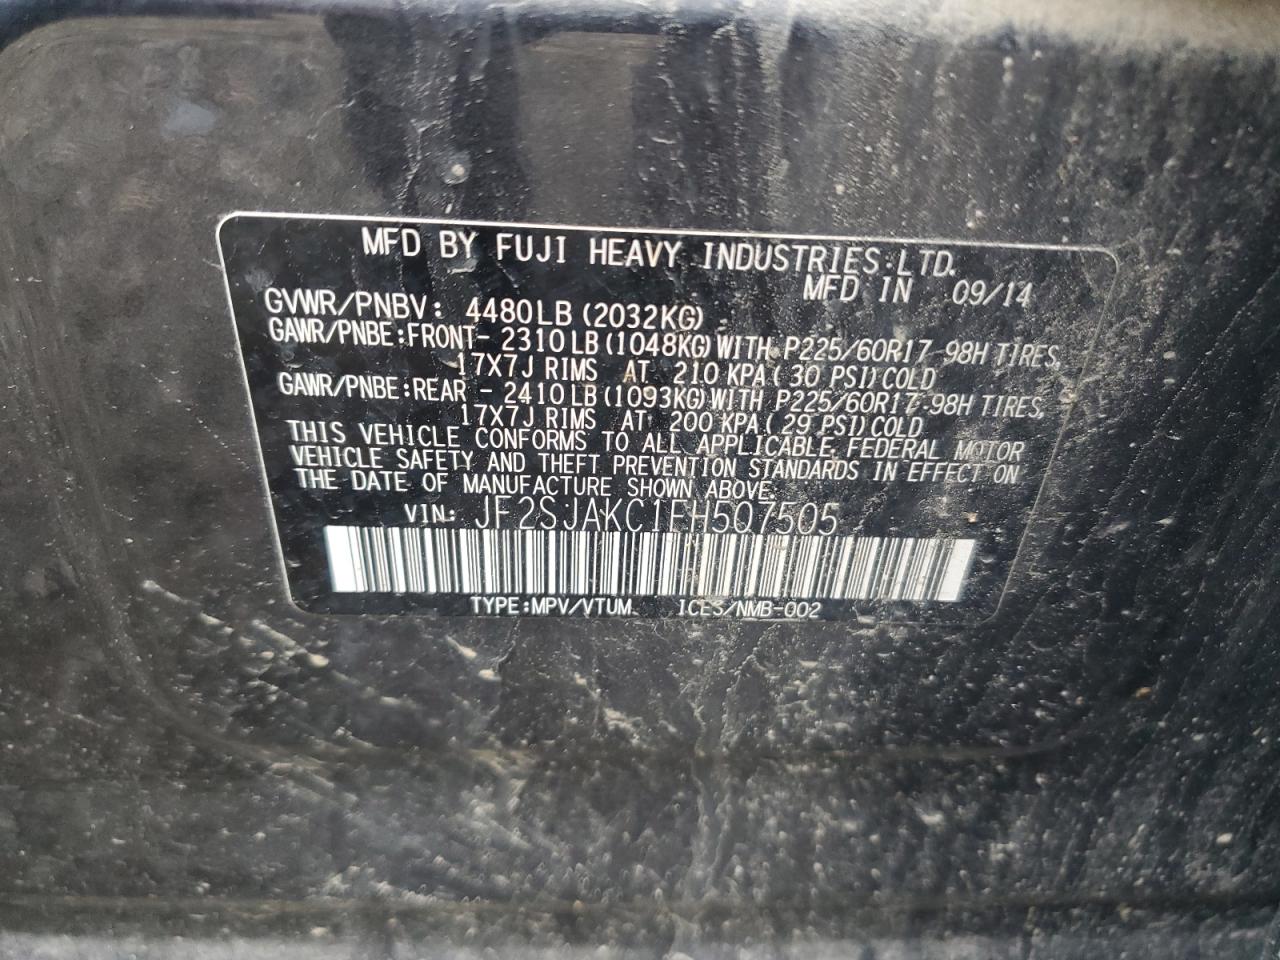 MFD BY FUJI HEAVY INDUSTRIES.LTD.
MFD IN 09/14
GVWR/PNBV: 4480LB (2032KG)
GAWR/PNBE:FRONT- 2310 LB (1048KG) WITH P225/60R17 98H TIRES,
17X7J RIMS AT 210 KPA ( 30 PSI) COLD
GAWR/PNBE:REAR - 2410 LB (1093KG) WITH P225/60R17 98H TIRES,
17X7J RIMS AT 200 KPA ( 29 PSI) COLD
THIS VEHICLE CONFORMS TO ALL APPLICABLE FEDERAL MOTOR
VEHICLE SAFETY AND THEFT PREVENTION STANDARDS IN EFFECT ON
THE DATE OF MANUFACTURE SHOWN ABOVE.
VIN: JF2SJAKC1FH507505
TYPE:MPV/VTUM ICES/NMB-002